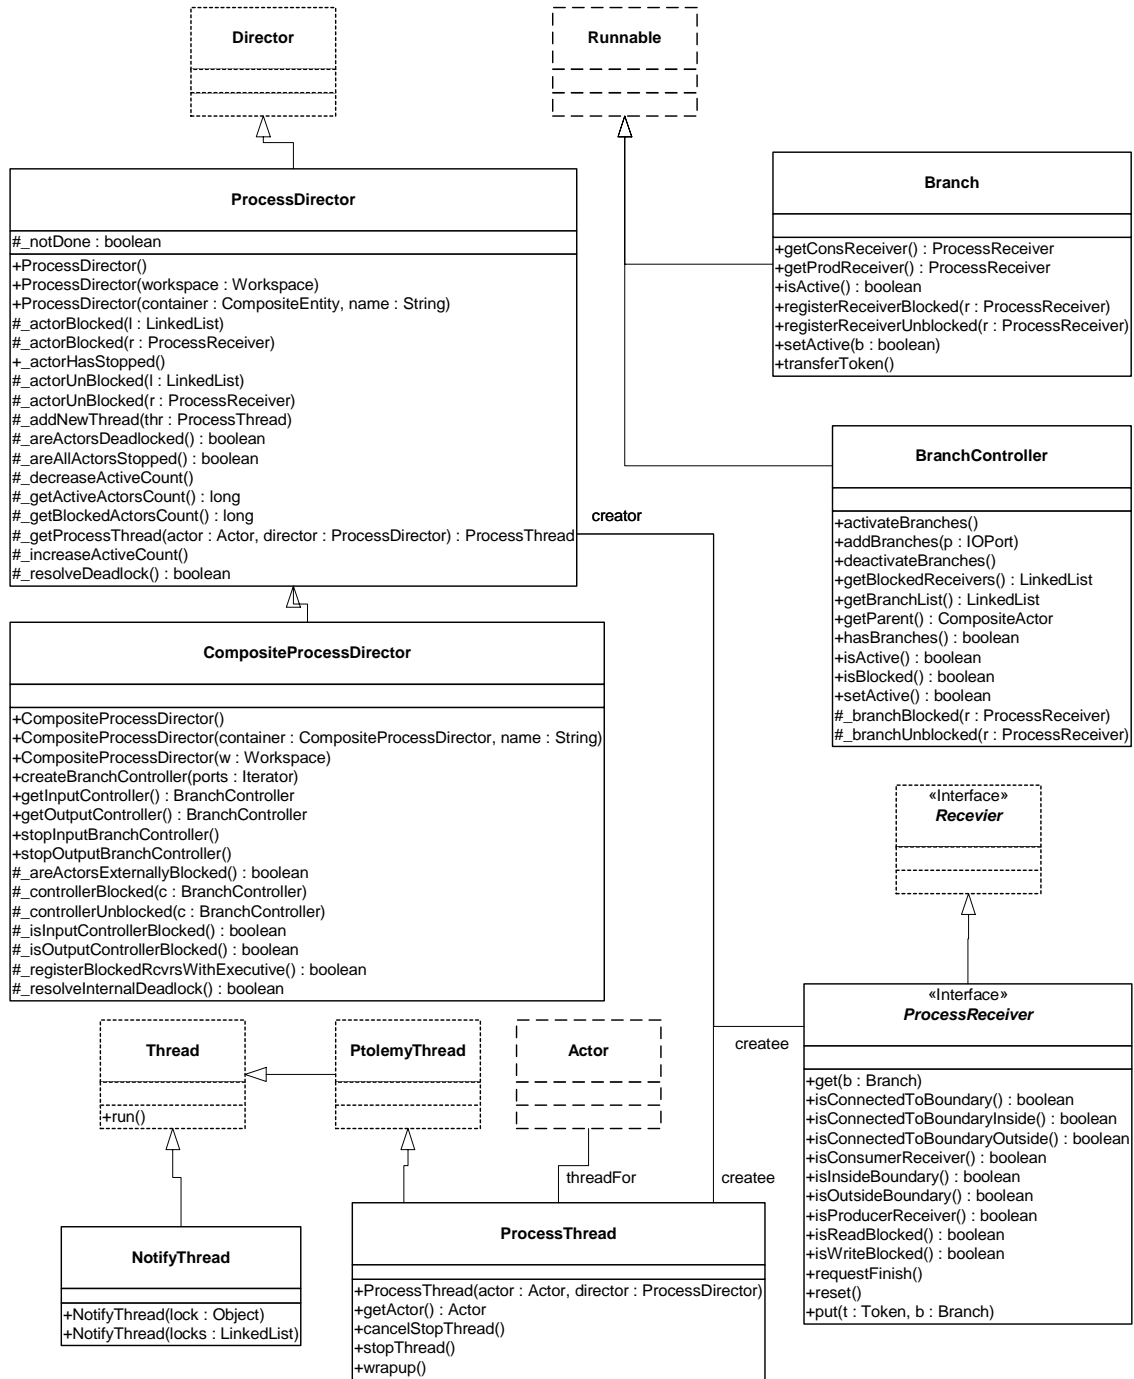 Director
Runnable
ProcessDirector
#_notDone : boolean
+ProcessDirector()
+ProcessDirector(workspace : Workspace)
+ProcessDirector(container : CompositeEntity, name : String)
#_actorBlocked(l : LinkedList)
#_actorBlocked(r : ProcessReceiver)
+_actorHasStopped()
#_actorUnBlocked(l : LinkedList)
#_actorUnBlocked(r : ProcessReceiver)
#_addNewThread(thr : ProcessThread)
#_areActorsDeadlocked() : boolean
#_areAllActorsStopped() : boolean
#_decreaseActiveCount()
#_getActiveActorsCount() : long
#_getBlockedActorsCount() : long
#_getProcessThread(actor : Actor, director : ProcessDirector) : ProcessThread
#_increaseActiveCount()
#_resolveDeadlock() : boolean
Branch
+getConsReceiver() : ProcessReceiver
+getProdReceiver() : ProcessReceiver
+isActive() : boolean
+registerReceiverBlocked(r : ProcessReceiver)
+registerReceiverUnblocked(r : ProcessReceiver)
+setActive(b : boolean)
+transferToken()
BranchController
+activateBranches()
+addBranches(p : IOPort)
+deactivateBranches()
+getBlockedReceivers() : LinkedList
+getBranchList() : LinkedList
+getParent() : CompositeActor
+hasBranches() : boolean
+isActive() : boolean
+isBlocked() : boolean
+setActive() : boolean
#_branchBlocked(r : ProcessReceiver)
#_branchUnblocked(r : ProcessReceiver)
creator
CompositeProcessDirector
+CompositeProcessDirector()
+CompositeProcessDirector(container : CompositeProcessDirector, name : String)
+CompositeProcessDirector(w : Workspace)
+createBranchController(ports : Iterator)
+getInputController() : BranchController
+getOutputController() : BranchController
+stopInputBranchController()
+stopOutputBranchController()
#_areActorsExternallyBlocked() : boolean
#_controllerBlocked(c : BranchController)
#_controllerUnblocked(c : BranchController)
#_isInputControllerBlocked() : boolean
#_isOutputControllerBlocked() : boolean
#_registerBlockedRcvrsWithExecutive() : boolean
#_resolveInternalDeadlock() : boolean
«Interface»
Recevier
«Interface»
ProcessReceiver
+get(b : Branch)
+isConnectedToBoundary() : boolean
+isConnectedToBoundaryInside() : boolean
+isConnectedToBoundaryOutside() : boolean
+isConsumerReceiver() : boolean
+isInsideBoundary() : boolean
+isOutsideBoundary() : boolean
+isProducerReceiver() : boolean
+isReadBlocked() : boolean
+isWriteBlocked() : boolean
+requestFinish()
+reset()
+put(t : Token, b : Branch)
createe
Thread
+run()
PtolemyThread
Actor
threadFor
createe
NotifyThread
+NotifyThread(lock : Object)
+NotifyThread(locks : LinkedList)
ProcessThread
+ProcessThread(actor : Actor, director : ProcessDirector)
+getActor() : Actor
+cancelStopThread()
+stopThread()
+wrapup()